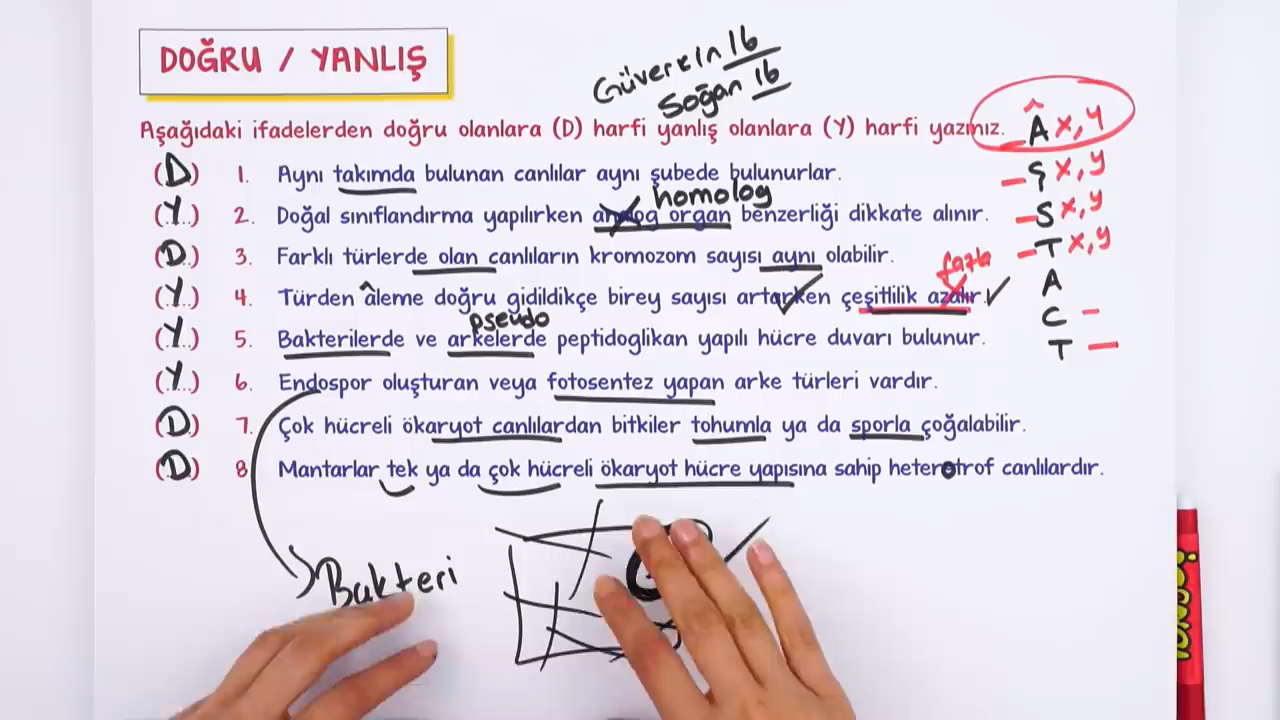 DOĞRU / YANLIŞ
Güvercin 16
Soğan 16
Aşağıdaki ifadelerden doğru olanlara (D) harfi yanlış olanlara (Y) harfi yazınız.
(D) 1. Aynı takımda bulunan canlılar aynı şubede bulunurlar.
homolog
(Y) 2. Doğal sınıflandırma yapılırken analog organ benzerliği dikkate alınır.
(D) 3. Farklı türlerde olan canlıların kromozom sayısı aynı olabilir.
fazla
(Y) 4. Türden âleme doğru gidildikçe birey sayısı artarken çeşitlilik azalır.
pseudo
(Y) 5. Bakterilerde ve arkelerde peptidoglikan yapılı hücre duvarı bulunur.
(Y) 6. Endospor oluşturan veya fotosentez yapan arke türleri vardır.
(D) 7. Çok hücreli ökaryot canlılardan bitkiler tohumla ya da sporla çoğalabilir.
(D) 8. Mantarlar tek ya da çok hücreli ökaryot hücre yapısına sahip heterotrof canlılardır.
Bakteri
 x, y
Ş x, y
S x, y
T x, y
A
C
T